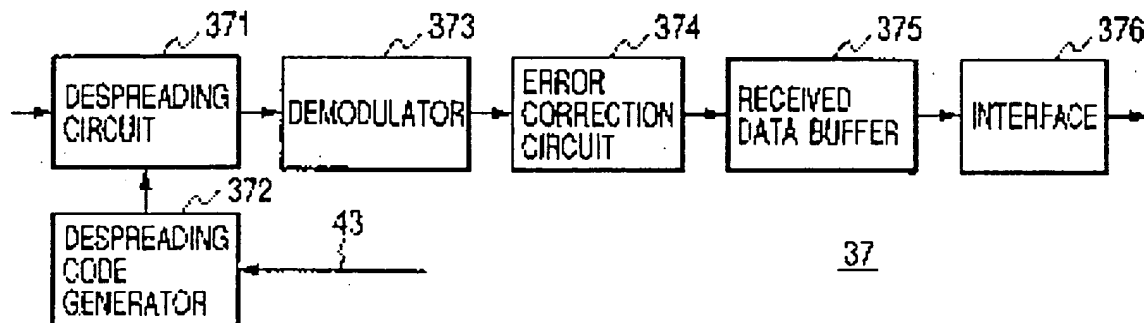 371
373
374
375
376
DESPREADING
CIRCUIT
DEMODULATOR
ERROR
CORRECTION
CIRCUIT
RECEIVED
DATA BUFFER
INTERFACE
372
DESPREADING
CODE
GENERATOR
43
37